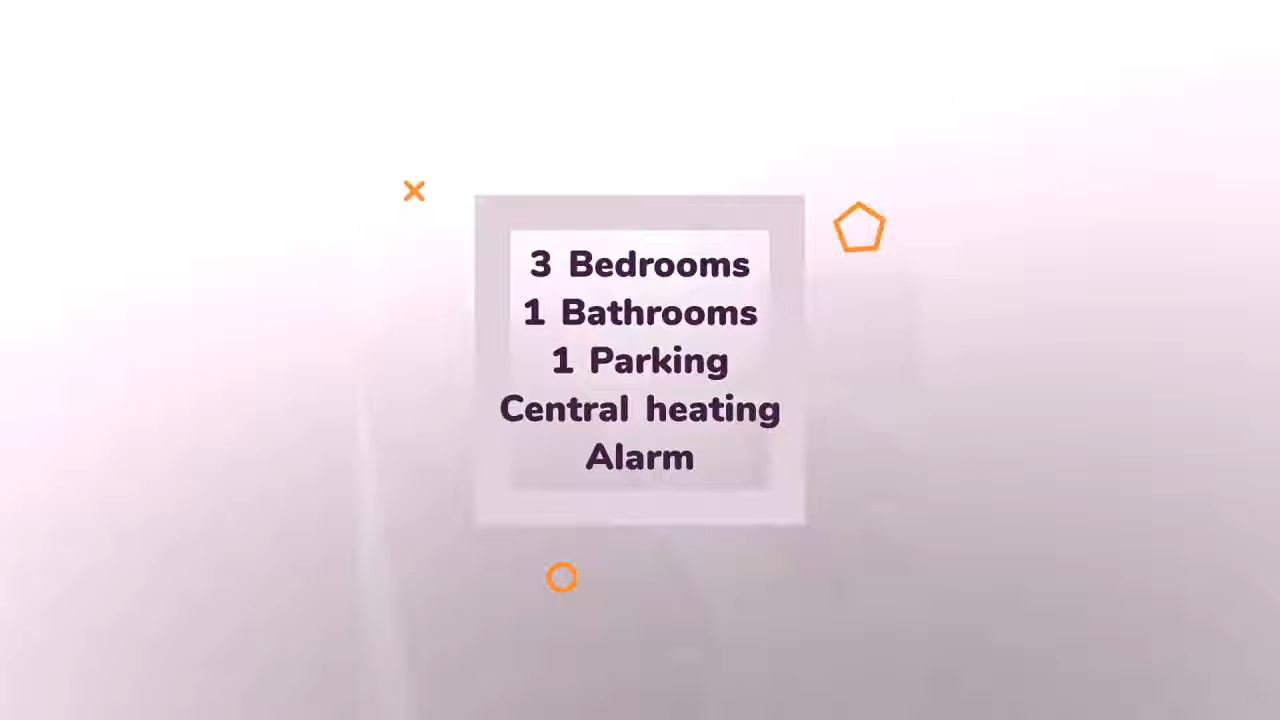 3 Bedrooms
1 Bathrooms
1 Parking
Central heating
Alarm